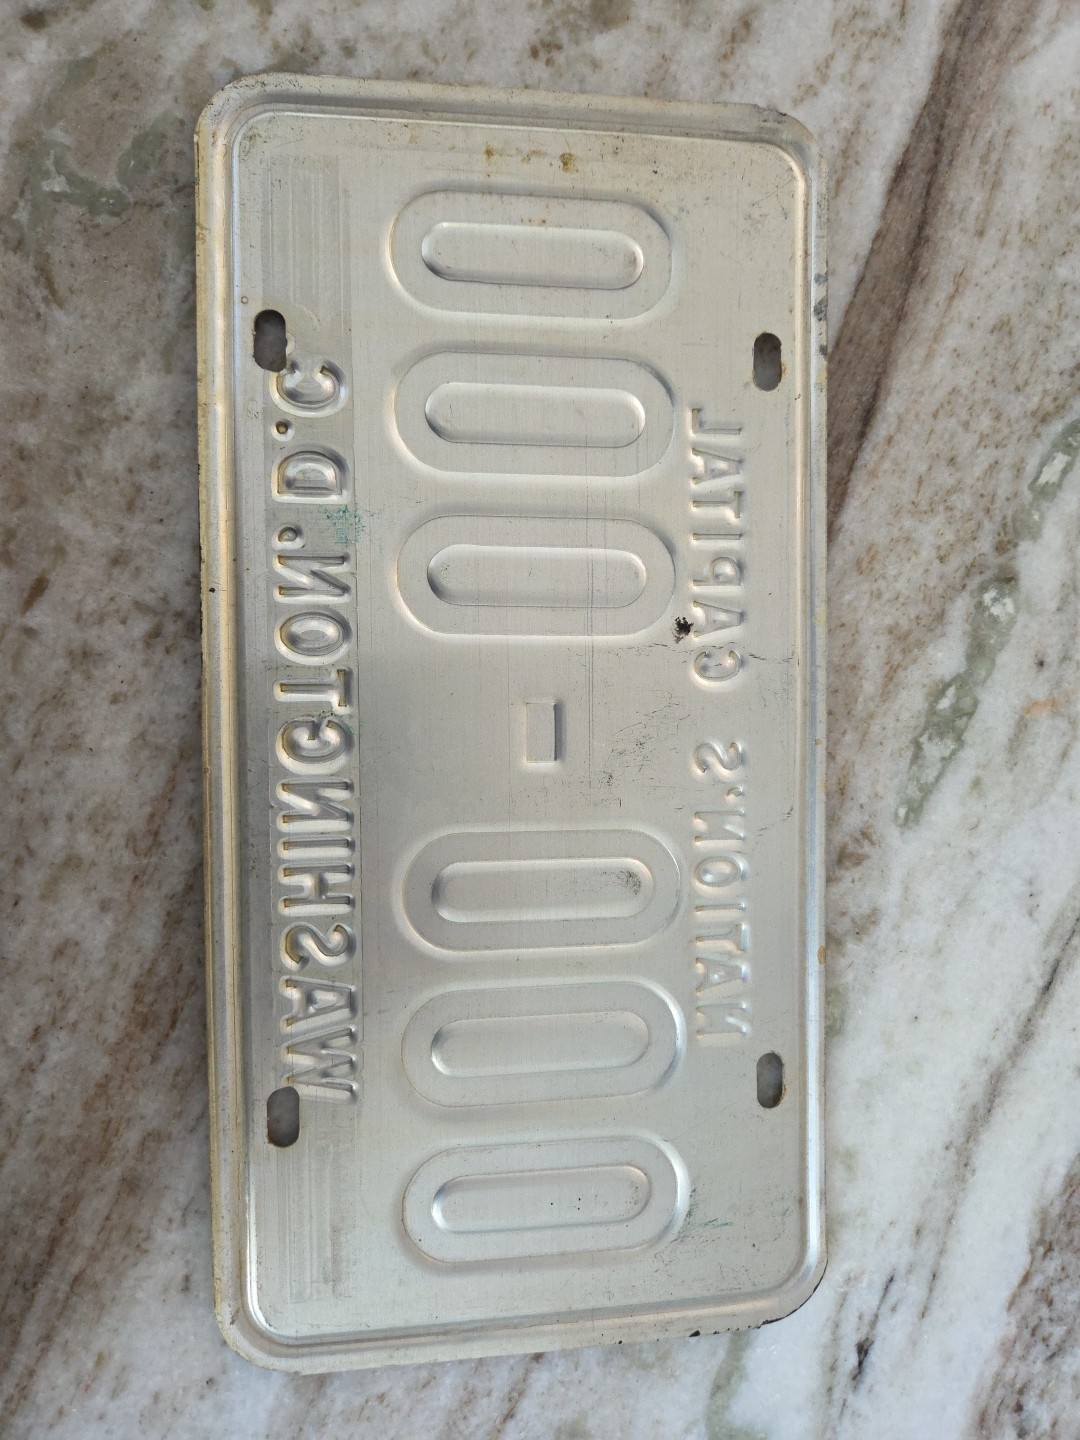 NATION'S CAPITAL
000-000
WASHINGTON, D.C.